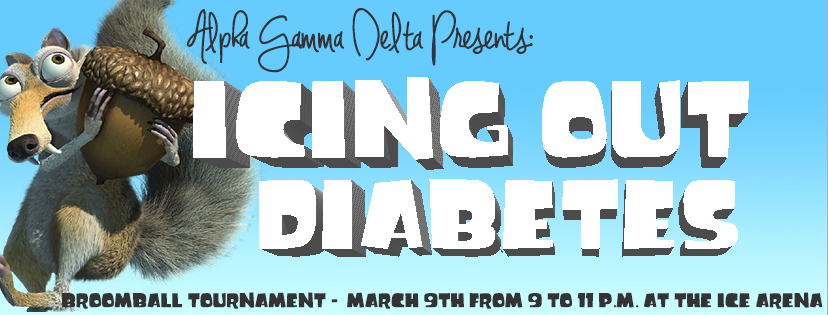 Alpha Gamma Delta Presents:
ICING OUT
DIABETES
BROOMBALL TOURNAMENT - MARCH 9TH FROM 9 TO 11 P.M. AT THE ICE ARENA